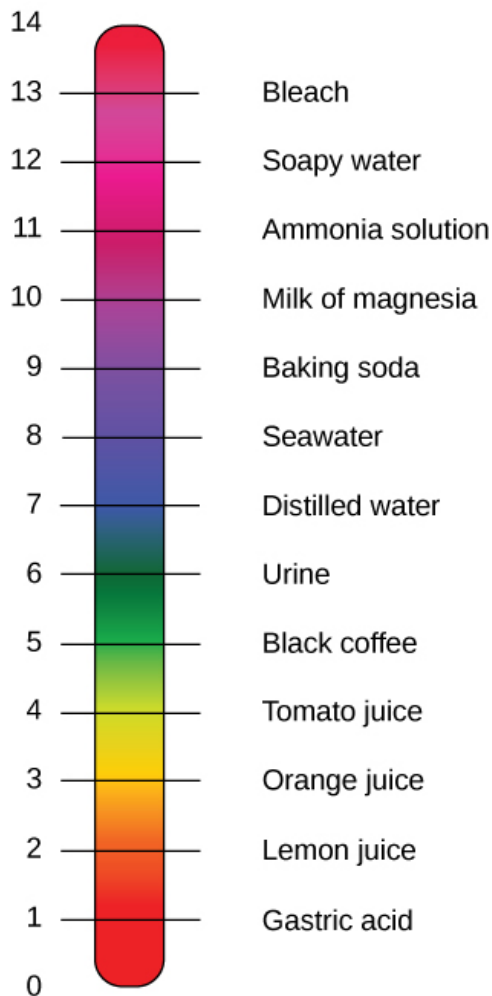 14
13 Bleach
12 Soapy water
11 Ammonia solution
10 Milk of magnesia
9 Baking soda
8 Seawater
7 Distilled water
6 Urine
5 Black coffee
4 Tomato juice
3 Orange juice
2 Lemon juice
1 Gastric acid
0